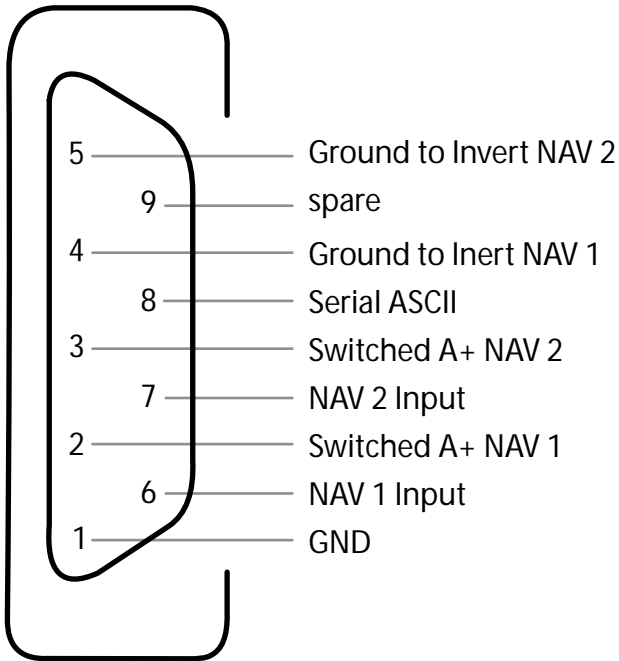 5 Ground to Invert NAV 2
9 spare
4 Ground to Inert NAV 1
8 Serial ASCII
3 Switched A+ NAV 2
7 NAV 2 Input
2 Switched A+ NAV 1
6 NAV 1 Input
1 GND